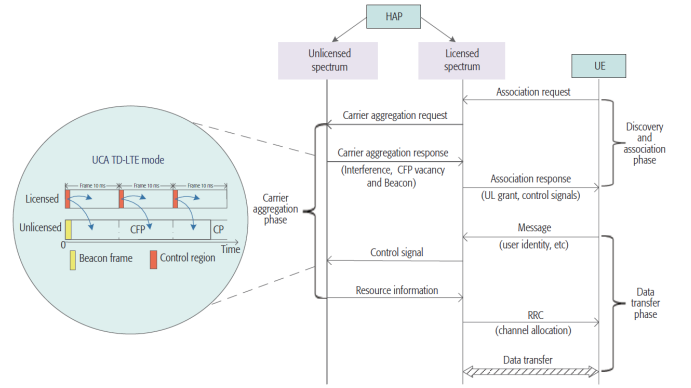 HAP
Unlicensed
spectrum
Licensed
spectrum
UE
Association request
Carrier aggregation request
Discovery
and
association
phase
UCA TD-LTE mode
Carrier aggregation response
(Interference, CFP vacancy
and Beacon)
Association response
(UL grant, control signals)
Frame 10 ms
Frame 10 ms
Frame 10 ms
Licensed
Carrier
aggregation
phase
Unlicensed
CFP
CP
0
Time
Message
(user identity, etc)
Beacon frame
Control region
Control signal
Resource information
Data
transfer
phase
RRC
(channel allocation)
Data transfer